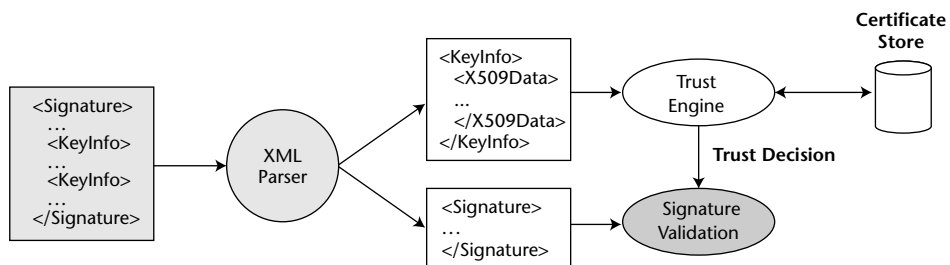 <Signature>
...
<KeyInfo>
...
<KeyInfo>
...
</Signature>
XML
Parser
<KeyInfo>
<X509Data>
...
</X509Data>
</KeyInfo>
<Signature>
...
</Signature>
Trust
Engine
Trust Decision
Signature
Validation
Certificate
Store